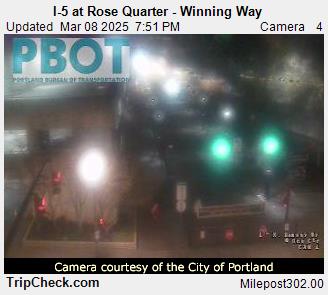 I-5 at Rose Quarter - Winning Way
Updated Mar 08 2025 7:51 PM Camera 4
PBOT
PORTLAND BUREAU OF TRANSPORTATION
Camera courtesy of the City of Portland
TripCheck.com Milepost302.00